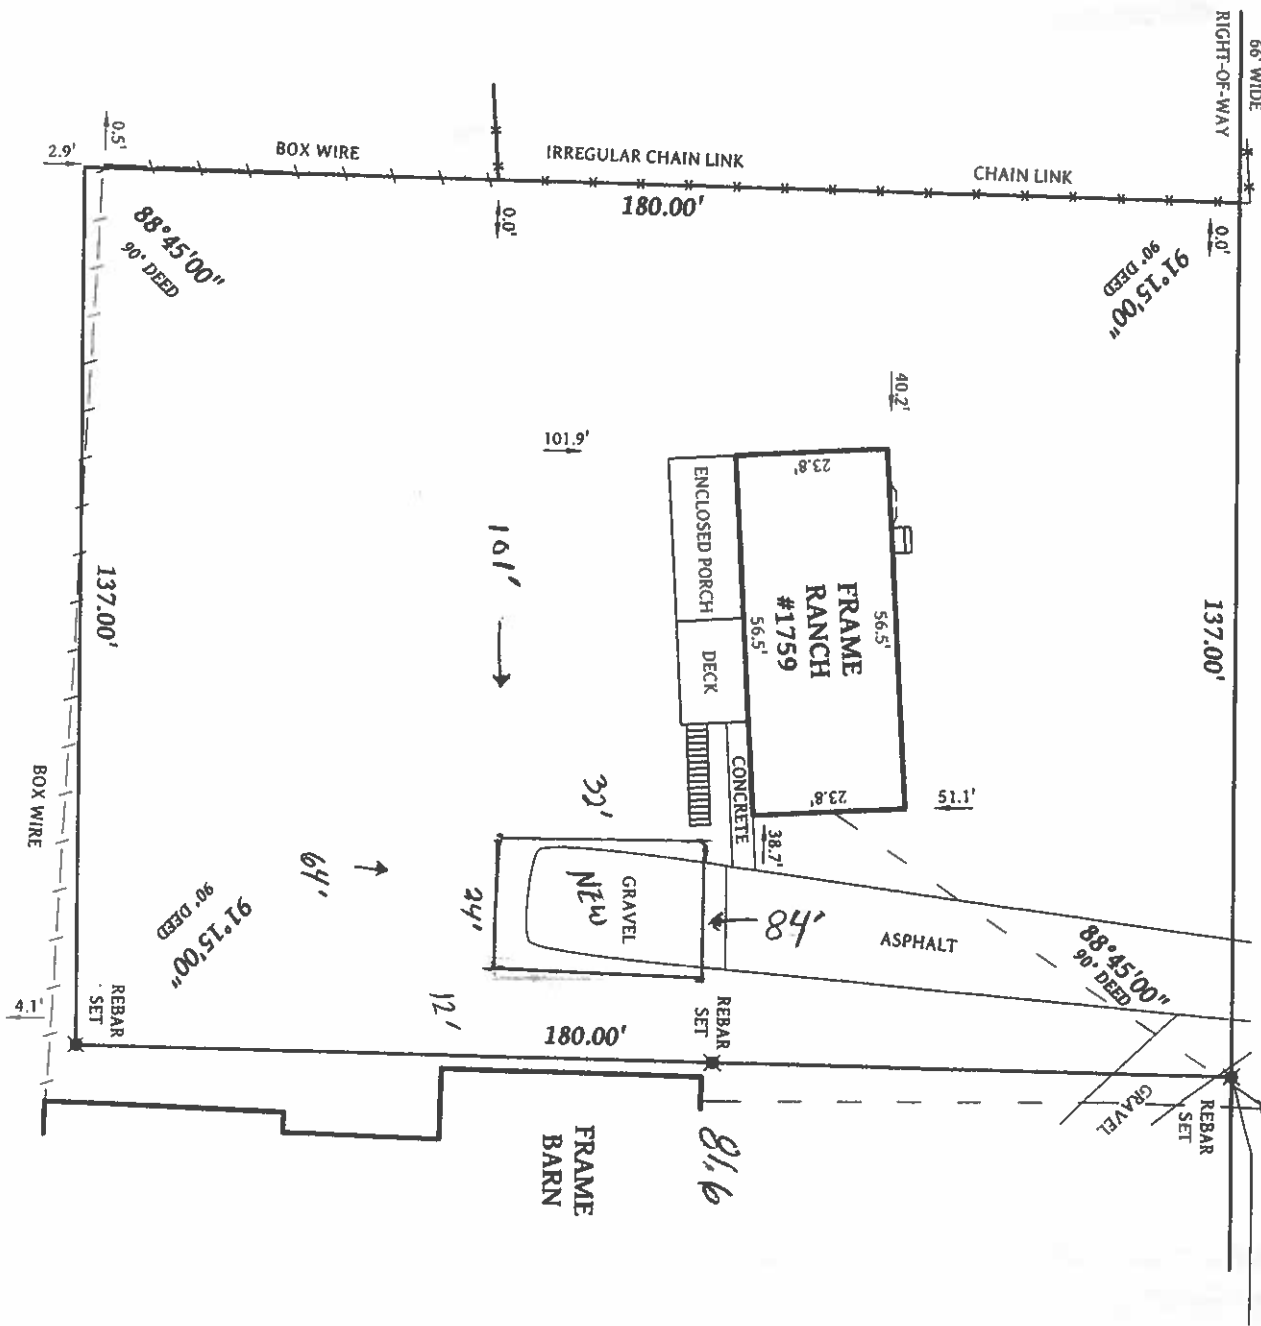 66' WIDE
RIGHT-OF-WAY
0.5'
2.9'
BOX WIRE
IRREGULAR CHAIN LINK
CHAIN LINK
180.00'
0.0'
0.0'
88°45'00"
90° DEED
91°15'00"
90° DEED
40.2'
101.9'
23.8'
ENCLOSED PORCH
101'
FRAME
RANCH
#1759
56.5'
56.5'
137.00'
137.00'
DECK
CONCRETE
23.8'
51.1'
38.7'
32'
BOX WIRE
64'
24'
GRAVEL
NEW
84'
ASPHALT
88°45'00"
90° DEED
91°15'00"
90° DEED
4.1'
REBAR
SET
12'
180.00'
REBAR
SET
GRAVEL
REBAR
SET
FRAME
BARN
81.6